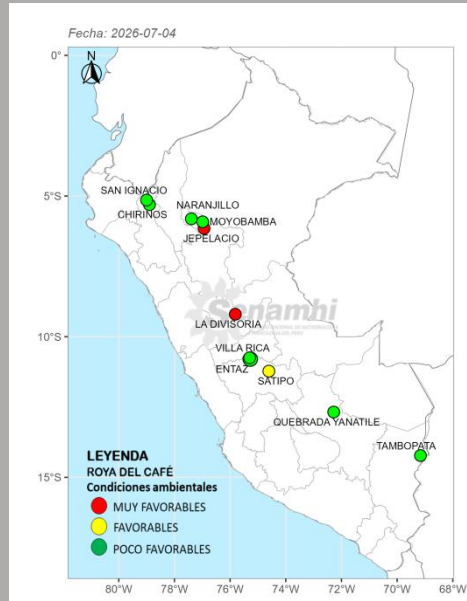 Fecha: 2026-07-04
N
0°
SAN IGNACIO
NARANJILLO
5°S
CHIRINOS
MOYOBAMBA
JEPELACIO
Senamhi
LA DIVISORIA
10°S
VILLA RICA
ENTAZ
SATIPO
QUEBRADA YANATILE
TAMBOPATA
LEYENDA
15°S
ROYA DEL CAFÉ
Condiciones ambientales
MUY FAVORABLES
FAVORABLES
POCO FAVORABLES
80°W 78°W 76°W 74°W 72°W 70°W 68°W